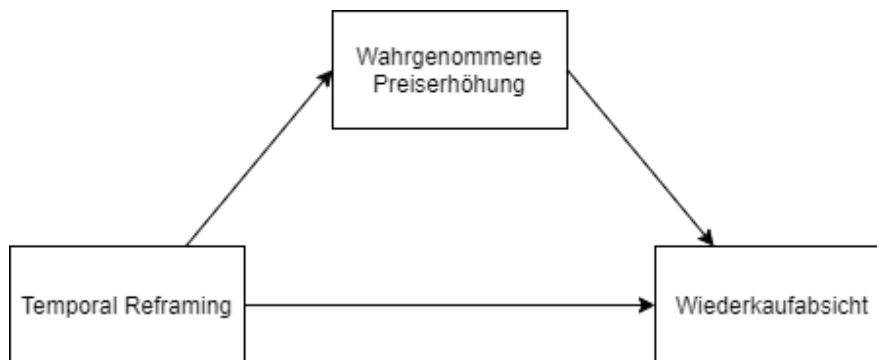 Wahrgenommene
Preiserhöhung
Temporal Reframing
Wiederkaufabsicht